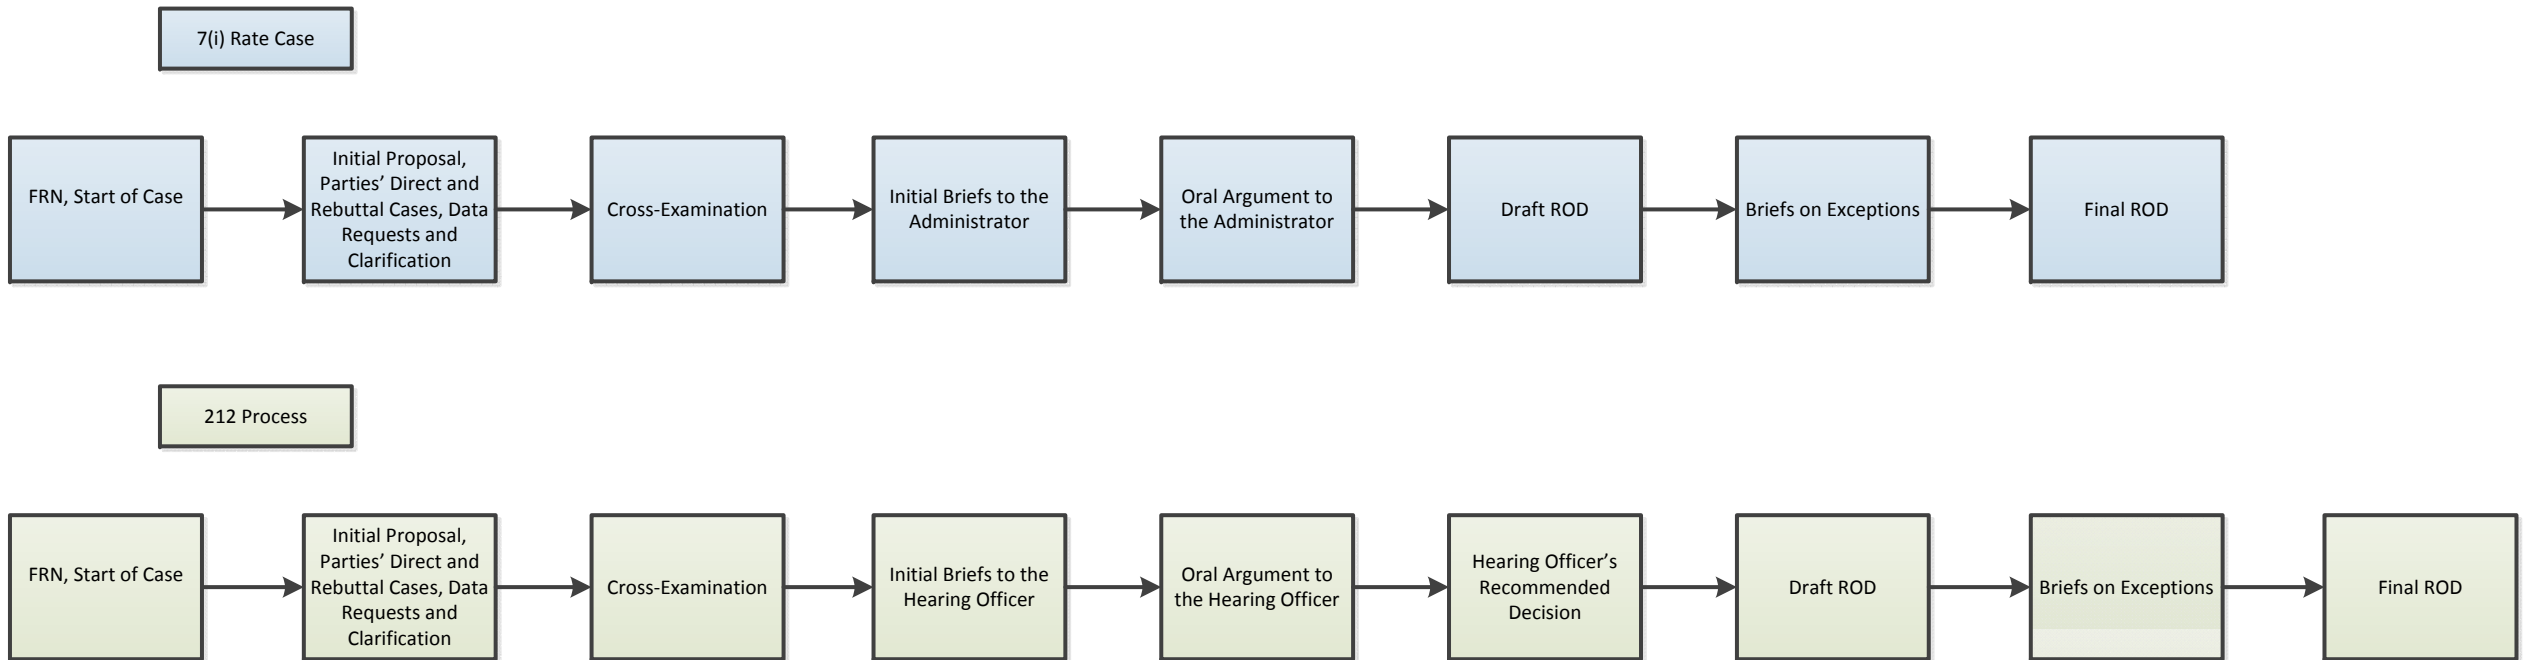 7(i) Rate Case
FRN, Start of Case
Initial Proposal,
Parties’ Direct and
Rebuttal Cases, Data
Requests and
Clarification
Cross-Examination
Initial Briefs to the
Administrator
Oral Argument to
the Administrator
Draft ROD
Briefs on Exceptions
Final ROD
212 Process
FRN, Start of Case
Initial Proposal,
Parties’ Direct and
Rebuttal Cases, Data
Requests and
Clarification
Cross-Examination
Initial Briefs to the
Hearing Officer
Oral Argument to
the Hearing Officer
Hearing Officer’s
Recommended
Decision
Draft ROD
Briefs on Exceptions
Final ROD